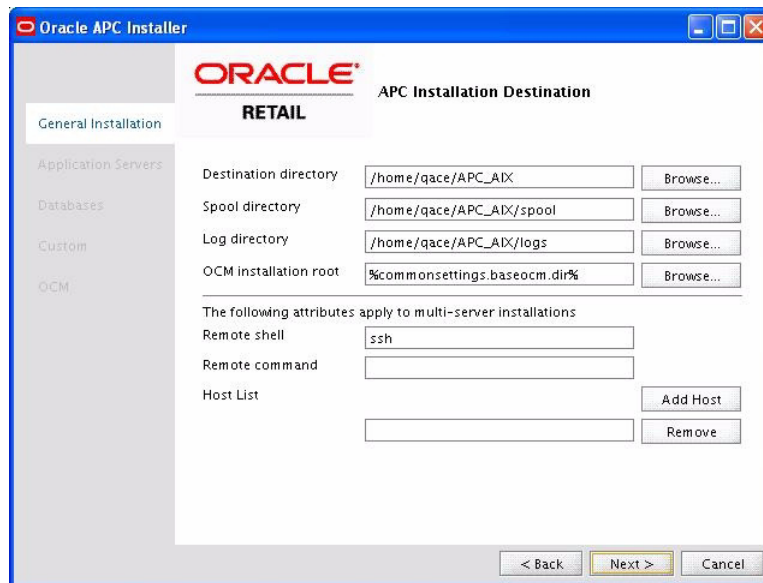 Oracle APC Installer
ORACLE
RETAIL
APC Installation Destination
General Installation
Application Servers
Databases
Custom
OCM
Destination directory /home/qace/APC_AIX Browse...
Spool directory /home/qace/APC_AIX/spool Browse...
Log directory /home/qace/APC_AIX/logs Browse...
OCM installation root %commonsettings.baseocm.dir% Browse...
The following attributes apply to multi-server installations
Remote shell ssh
Remote command
Host List Add Host
Remove
< Back Next > Cancel